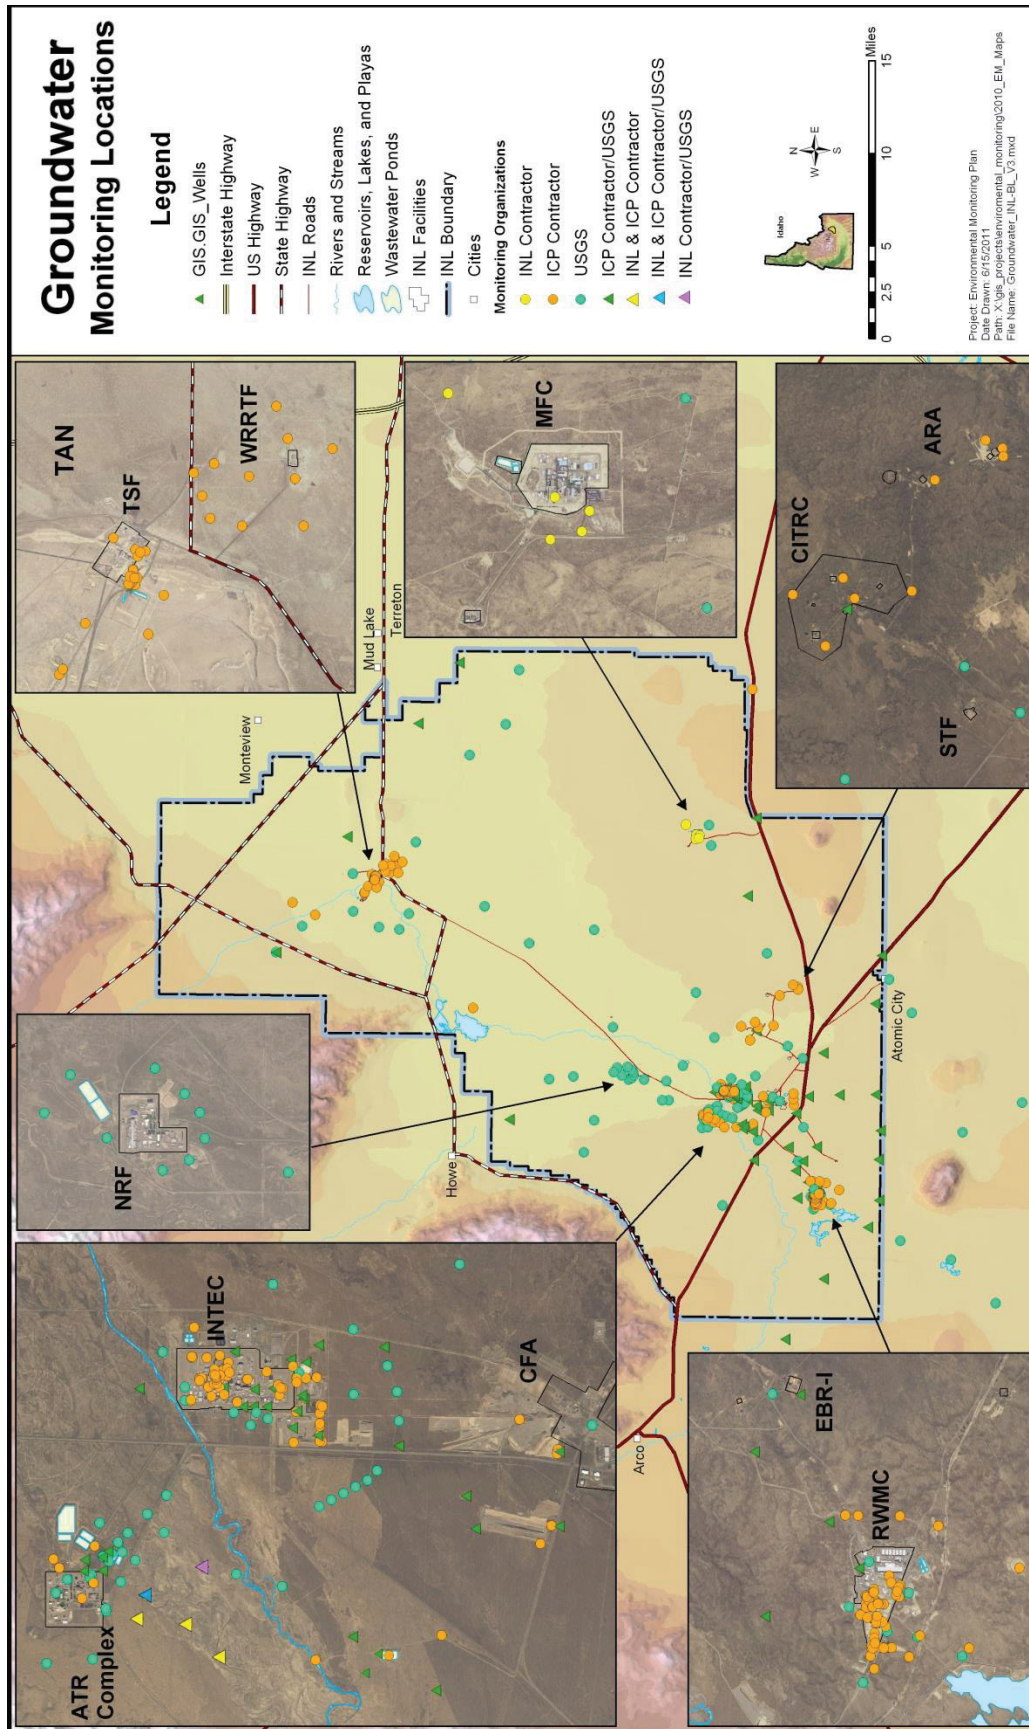 Groundwater
Monitoring Locations
Legend
GIS.GIS_Wells
Interstate Highway
US Highway
State Highway
INL Roads
Rivers and Streams
Reservoirs, Lakes, and Playas
Wastewater Ponds
INL Facilities
INL Boundary
Cities
Monitoring Organizations
INL Contractor
ICP Contractor
USGS
ICP Contractor/USGS
INL & ICP Contractor
INL & ICP Contractor/USGS
INL Contractor/USGS
Idaho
N
W
E
S
0 2.5 5 10 15
Miles
Project: Environmental Monitoring Plan
Date Drawn: 6/15/2011
Path: X:\gis_projects\enviromental_monitoring\2010_EM_Maps
File Name: Groundwater_INL-BL_V3.mxd
TAN
TSF
WRRTF
MFC
CITRC
ARA
STF
NRF
ATR
Complex
INTEC
CFA
EBR-I
RWMC
Monteview
Mud Lake
Terreton
Howe
Atomic City
Arco